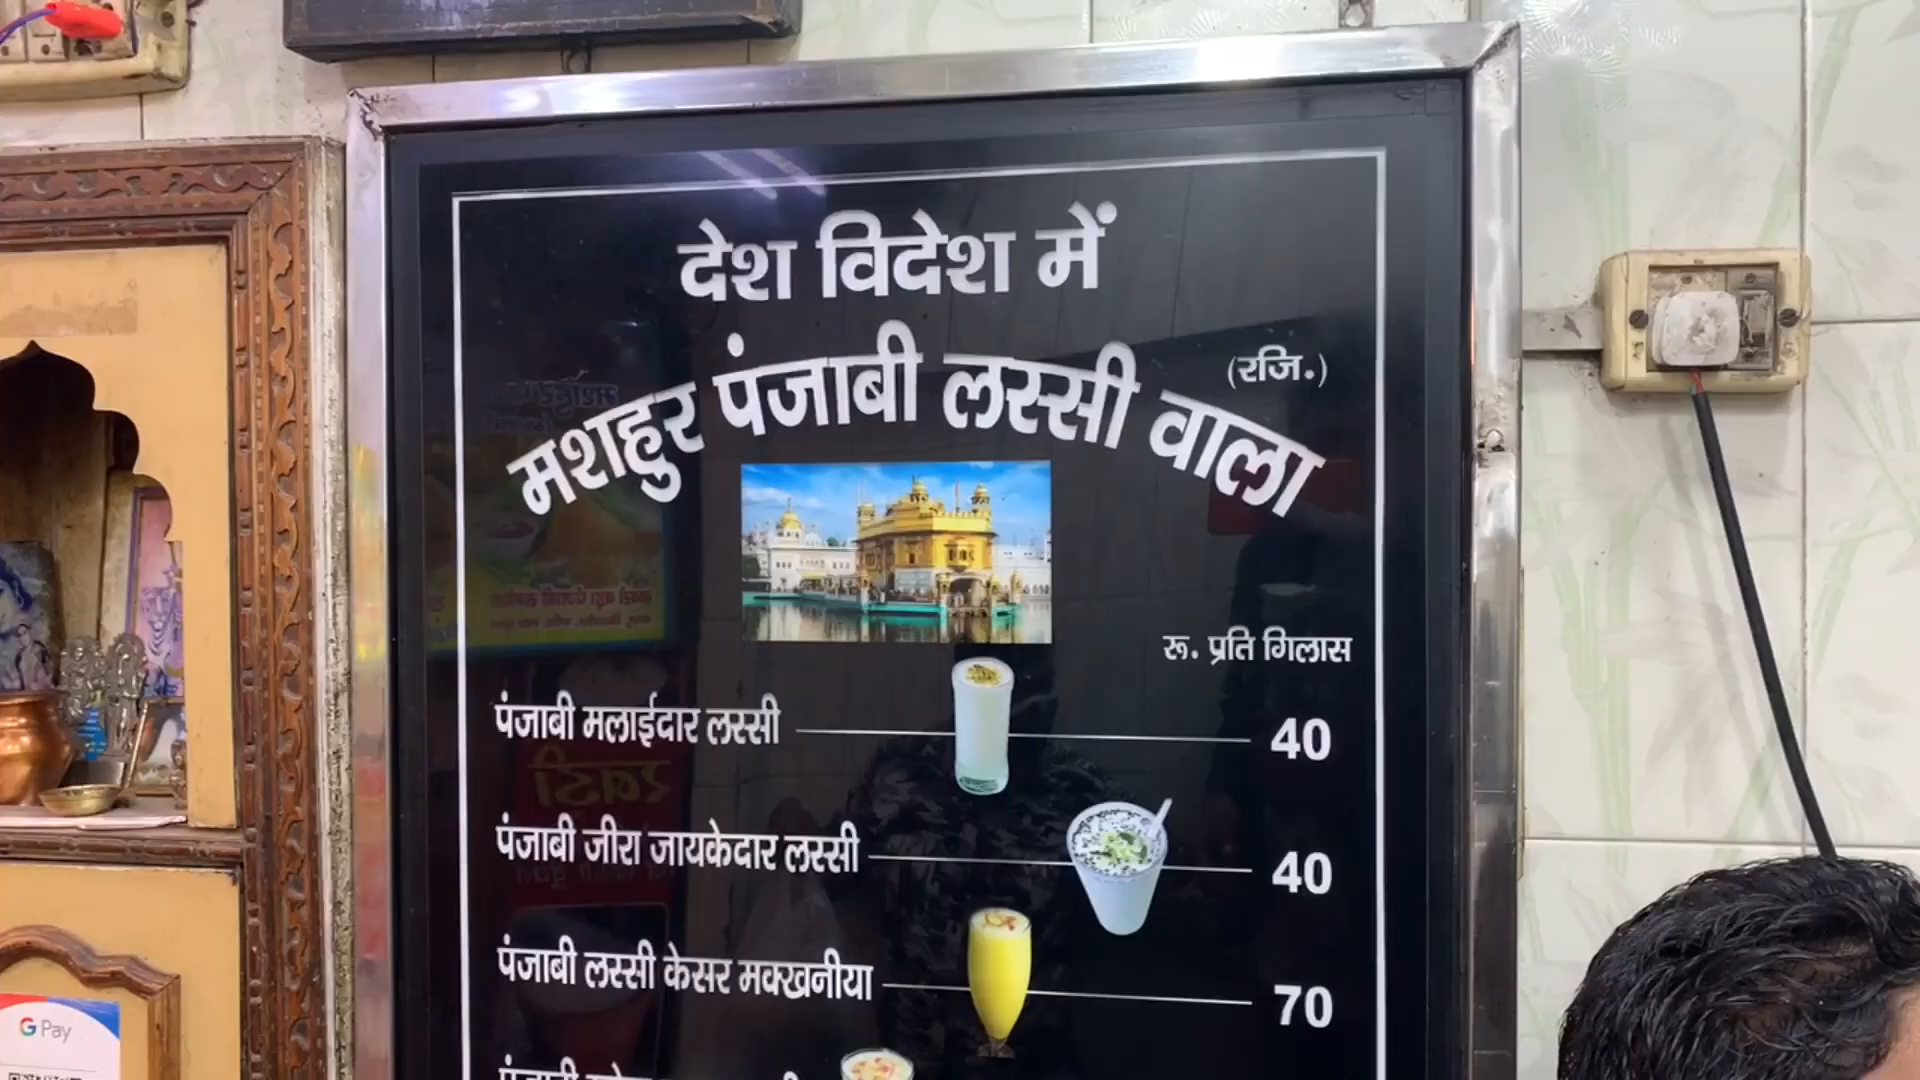 देश विदेश में
मशहुर पंजाबी लस्सी वाला
(रजि.)
रू. प्रति गिलास
पंजाबी मलाईदार लस्सी 40
पंजाबी जीरा जायकेदार लस्सी 40
पंजाबी लस्सी केसर मक्खनीया 70
पंजाबी
G Pay